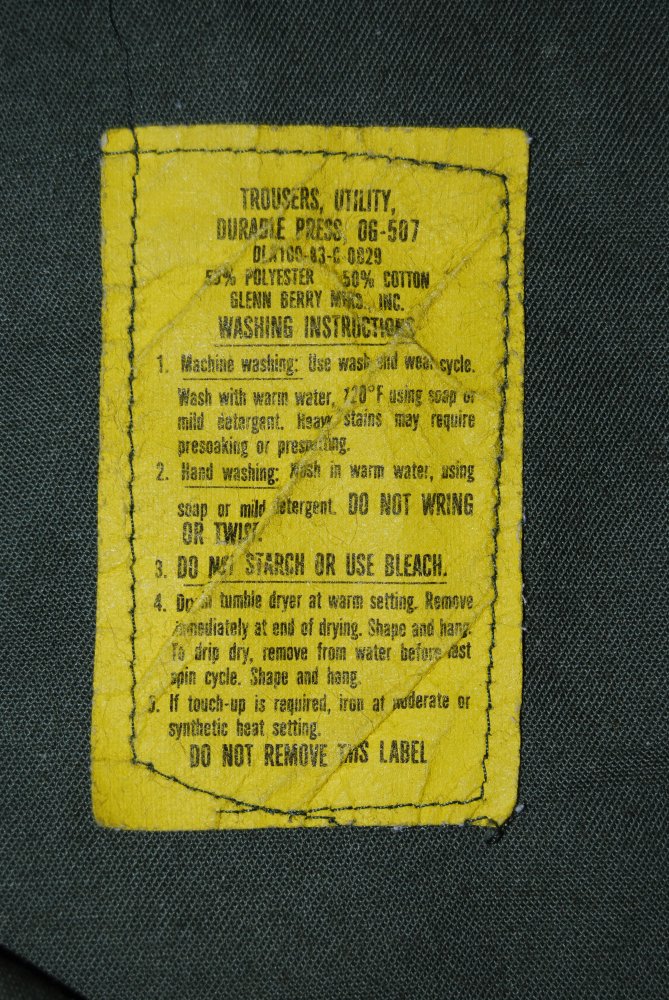 TROUSERS, UTILITY,
DURABLE PRESS, OG-507
DLA100-83-C-0829
50% POLYESTER 50% COTTON
GLENN BERRY MFRS., INC.
WASHING INSTRUCTIONS
1. Machine washing: Use wash and wear cycle.
Wash with warm water, 120°F using soap or
mild detergent. Heavy stains may require
presoaking or prespotting.
2. Hand washing: Wash in warm water, using
soap or mild detergent. DO NOT WRING
OR TWIST.
3. DO NOT STARCH OR USE BLEACH.
4. Dry in tumble dryer at warm setting. Remove
immediately at end of drying. Shape and hang.
To drip dry, remove from water before last
spin cycle. Shape and hang.
5. If touch-up is required, iron at moderate or
synthetic heat setting.
DO NOT REMOVE THIS LABEL